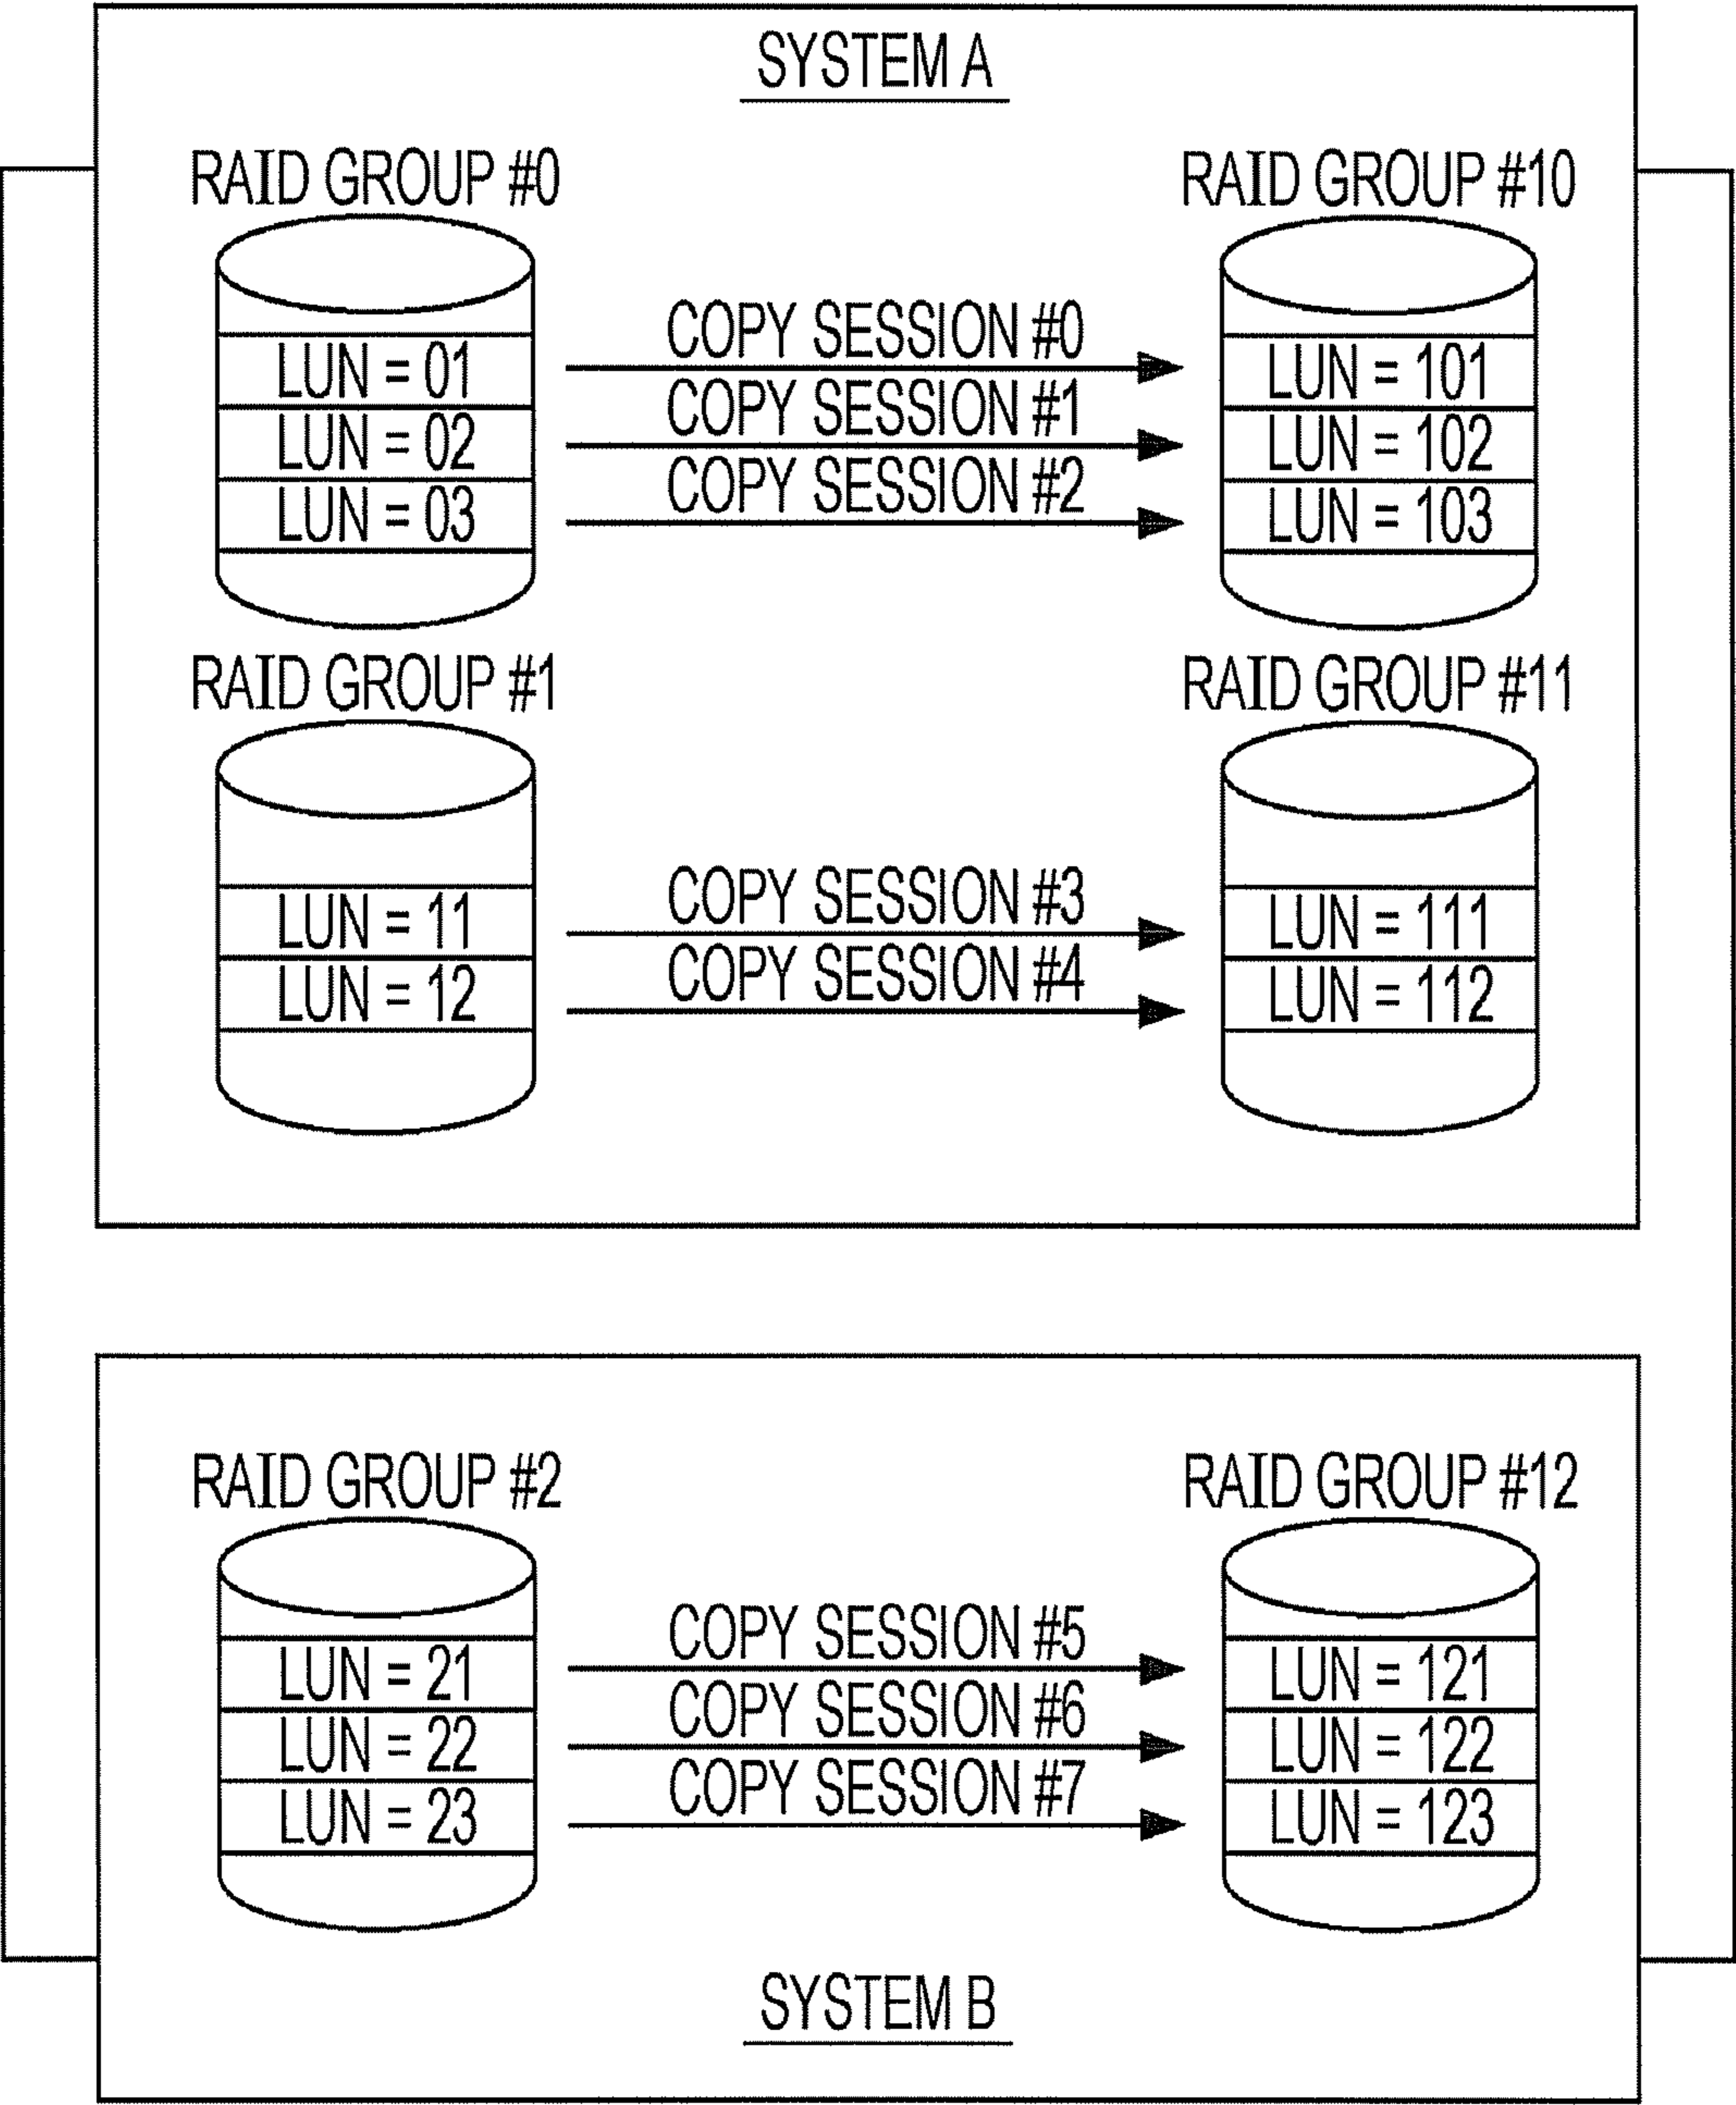 SYSTEM A
RAID GROUP #0
RAID GROUP #10
COPY SESSION #0
LUN = 01
LUN = 101
COPY SESSION #1
LUN = 02
LUN = 102
COPY SESSION #2
LUN = 03
LUN = 103
RAID GROUP #1
RAID GROUP #11
COPY SESSION #3
LUN = 11
LUN = 111
COPY SESSION #4
LUN = 12
LUN = 112
RAID GROUP #2
RAID GROUP #12
COPY SESSION #5
LUN = 21
LUN = 121
COPY SESSION #6
LUN = 22
LUN = 122
COPY SESSION #7
LUN = 23
LUN = 123
SYSTEM B